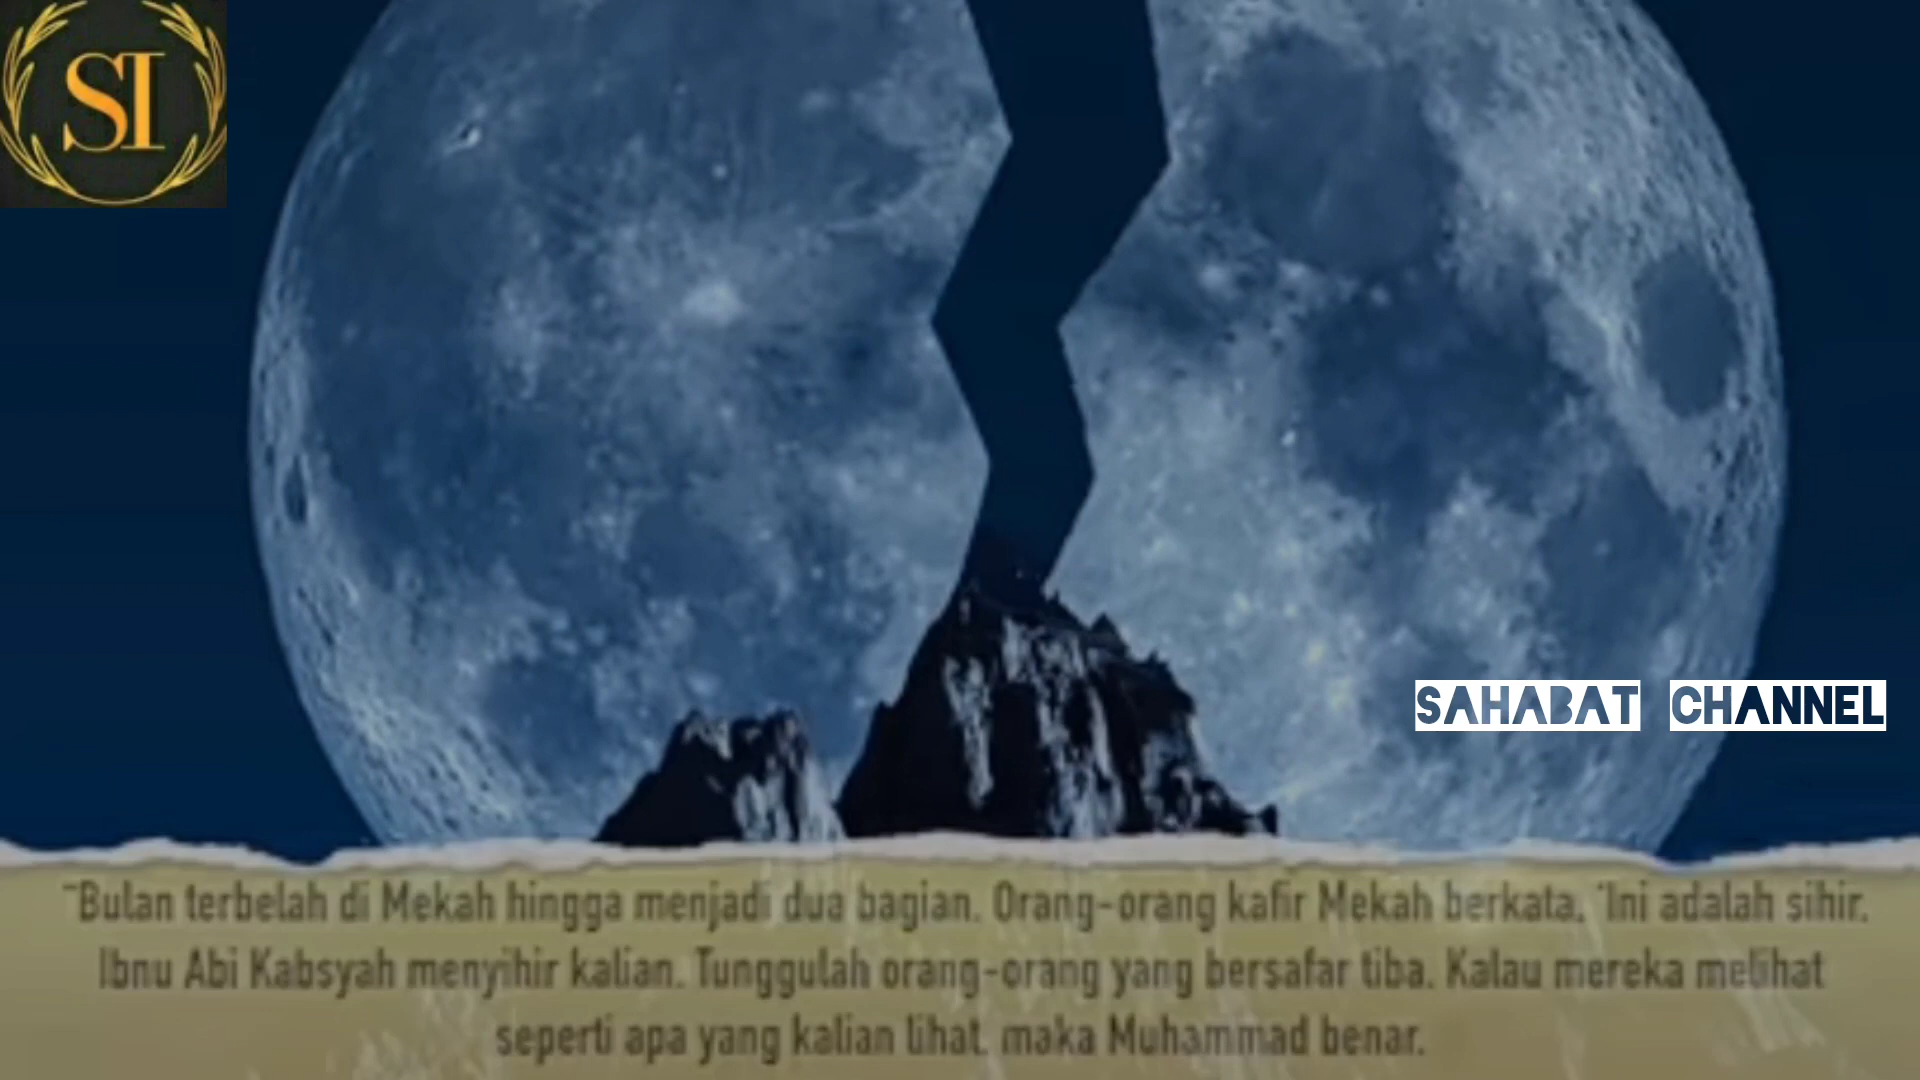 SI
SAHABAT CHANNEL
"Bulan terbelah di Mekah hingga menjadi dua bagian. Orang-orang kafir Mekah berkata, 'Ini adalah sihir.
Ibnu Abi Kabsyah menyihir kalian. Tunggulah orang-orang yang bersafar tiba. Kalau mereka melihat
seperti apa yang kalian lihat, maka Muhammad benar.